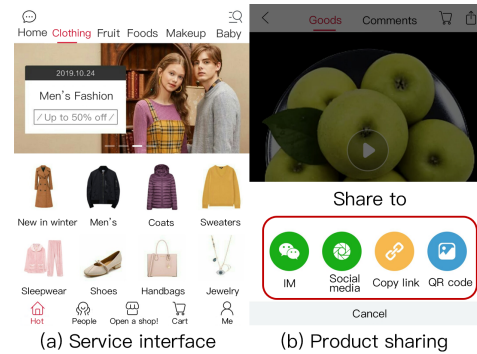 Home Clothing Fruit Foods Makeup Baby
2019.10.24
Men's Fashion
/ Up to 50% off /
New in winter Men's Coats Sweaters
Sleepwear Shoes Handbags Jewelry
Hot People Open a shop! Cart Me
(a) Service interface
Goods Comments
Share to
IM Social media Copy link QR code
Cancel
(b) Product sharing